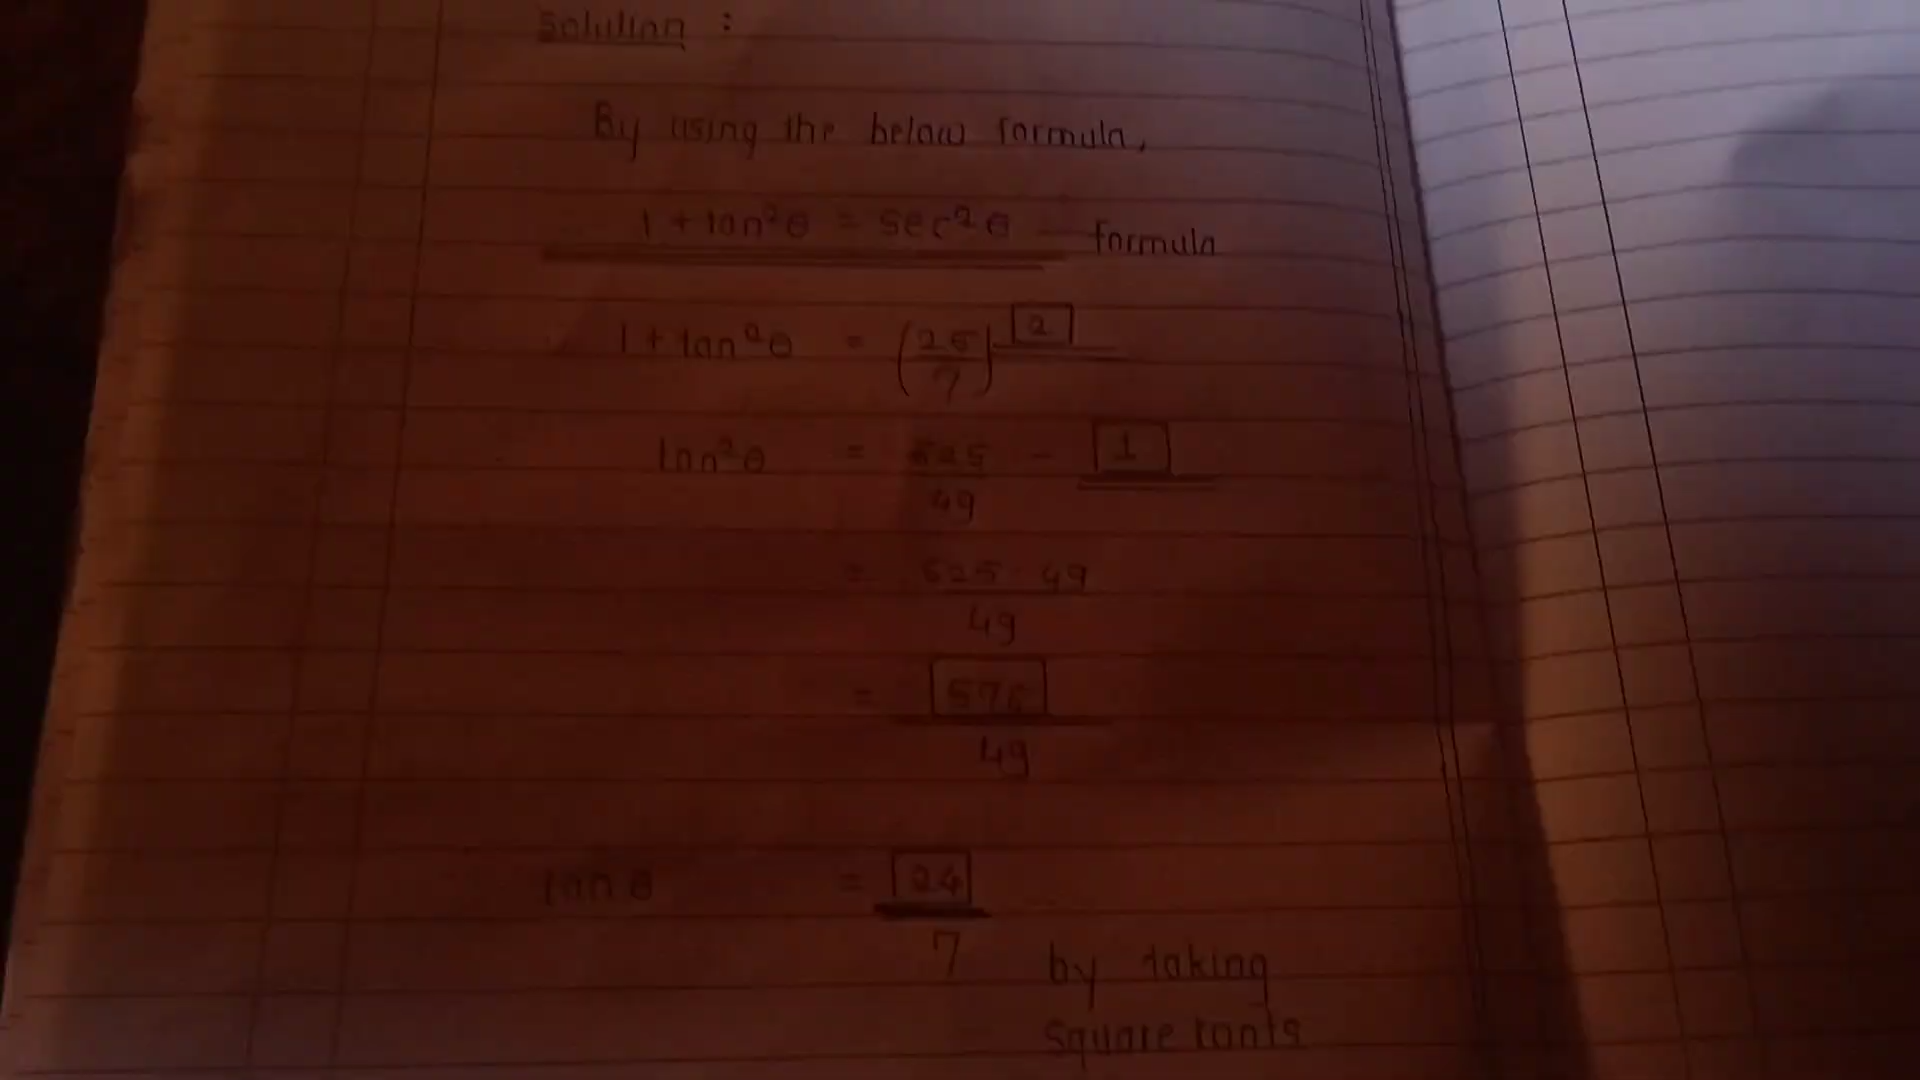 Solution :
By using the below formula,
1 + tan²θ = sec²θ — formula
1 + tan²θ = (25/7)²
tan²θ = 625/49 - 1
= 625 - 49/49
= 576/49
tan θ = 24/7
by taking
square roots